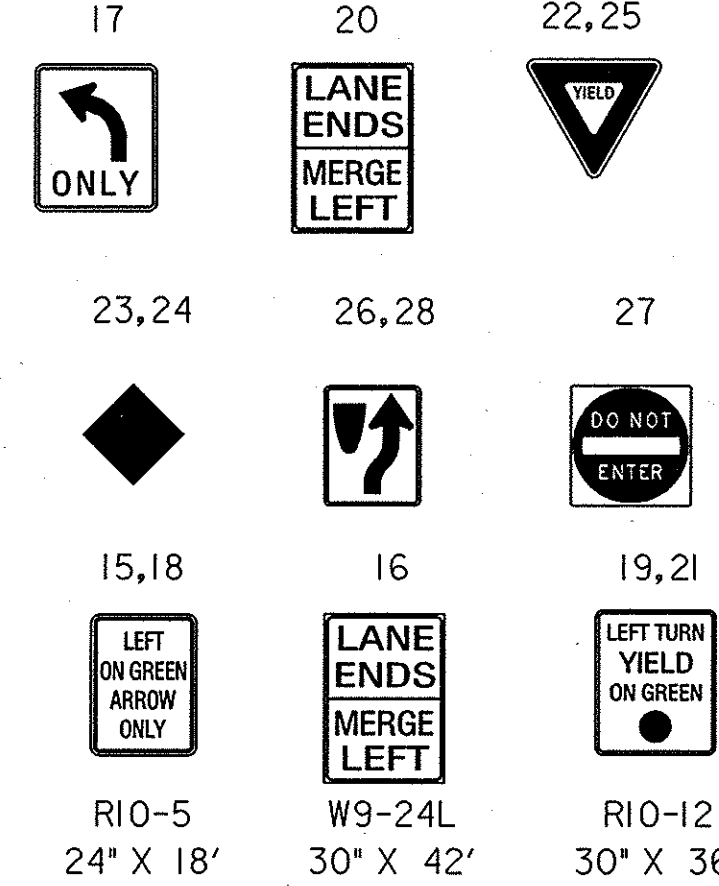 17 20 22,25
ONLY
LANE
ENDS
MERGE
LEFT
YIELD
23,24 26,28 27
DO NOT
ENTER
15,18 16 19,21
LEFT
ON GREEN
ARROW
ONLY
LANE
ENDS
MERGE
LEFT
LEFT TURN
YIELD
ON GREEN
R10-5 W9-24L R10-12
24" X 18' 30" X 42' 30" X 36